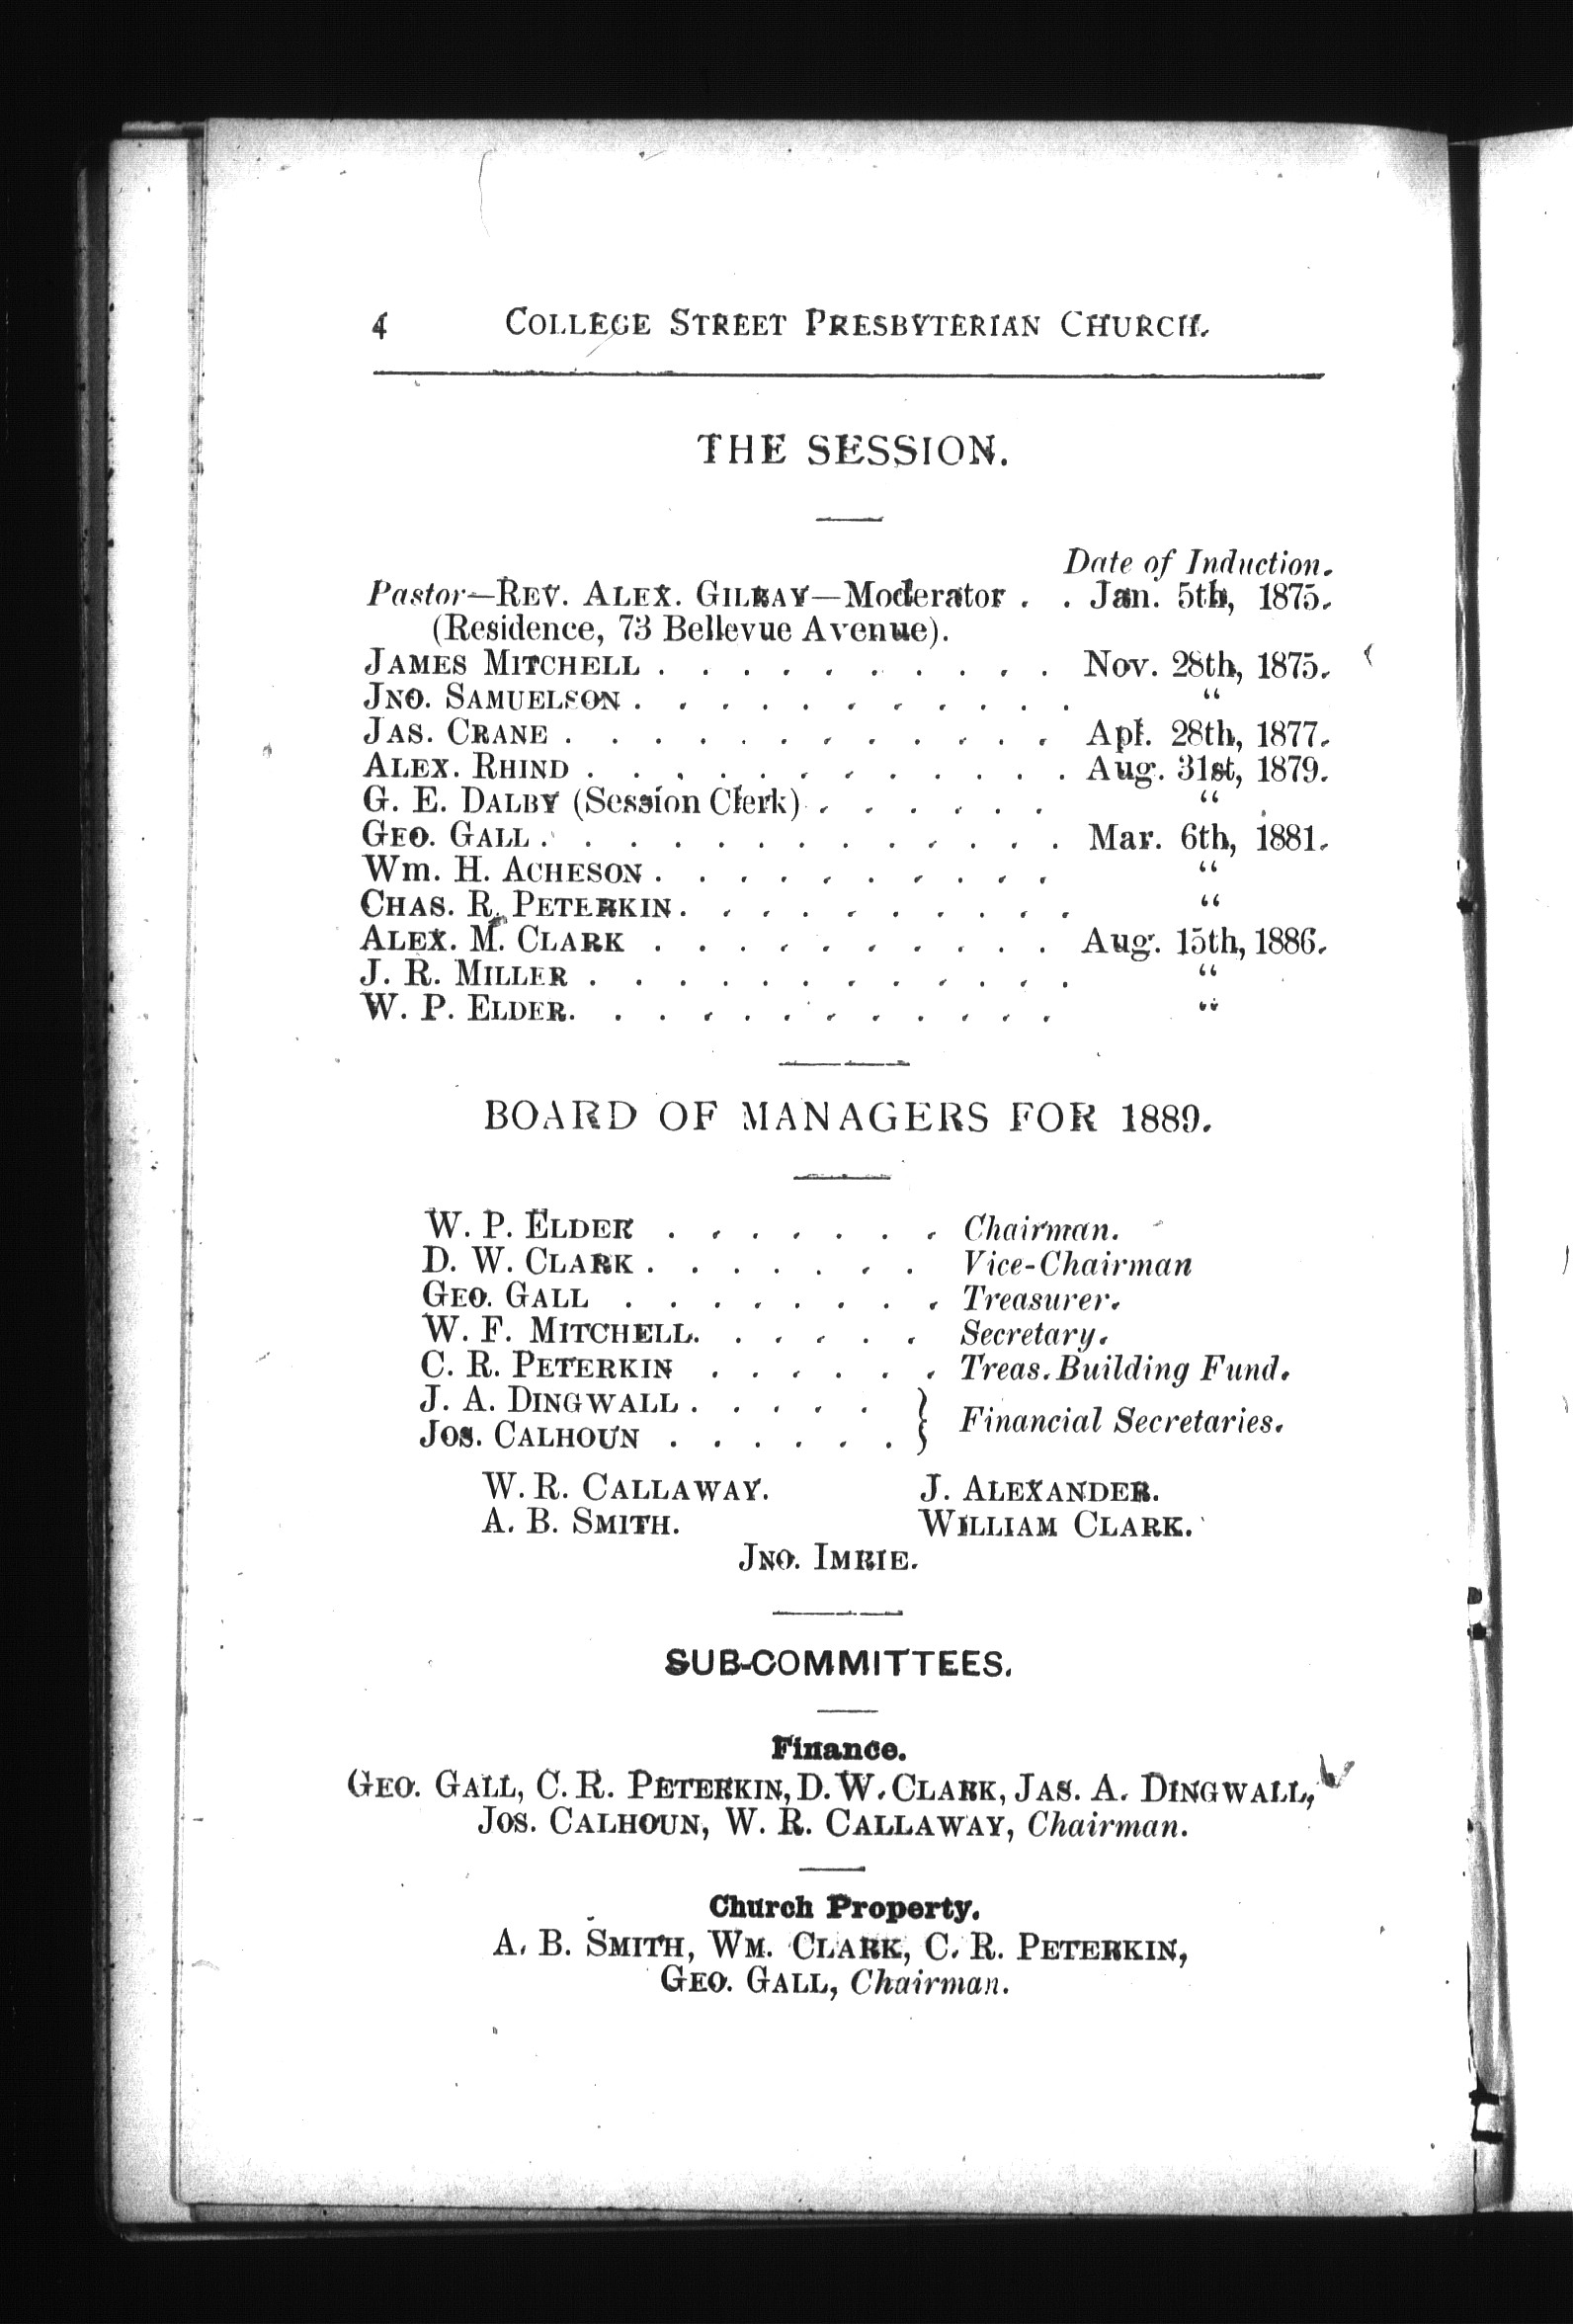 4 COLLEGE STREET PRESBYTERIAN CHURCH.
THE SESSION.
Date of Induction.
Pastor—REV. ALEX. GILRAY—Moderator . . Jan. 5th, 1875.
(Residence, 73 Bellevue Avenue).
JAMES MITCHELL . . . . . . . . . . Nov. 28th, 1875.
JNO. SAMUELSON . . . . . . . . . . . “
JAS. CRANE . . . . . . . . . . . . Apl. 28th, 1877.
ALEX. RHIND . . . . . . . . . . . . Aug. 31st, 1879.
G. E. DALBY (Session Clerk) . . . . . . “
GEO. GALL . . . . . . . . . . . . . Mar. 6th, 1881.
Wm. H. ACHESON . . . . . . . . . . “
CHAS. R. PETERKIN . . . . . . . . . . “
ALEX. M. CLARK . . . . . . . . . . Aug. 15th, 1886.
J. R. MILLER . . . . . . . . . . . . “
W. P. ELDER. . . . . . . . . . . . “
BOARD OF MANAGERS FOR 1889.
W. P. ELDER . . . . . . . Chairman.
D. W. CLARK . . . . . . . Vice-Chairman
GEO. GALL . . . . . . . . Treasurer.
W. F. MITCHELL. . . . . . Secretary.
C. R. PETERKIN . . . . . . Treas. Building Fund.
J. A. DINGWALL . . . . . }
Financial Secretaries.
JOS. CALHOUN . . . . . .
W. R. CALLAWAY. J. ALEXANDER.
A. B. SMITH. WILLIAM CLARK.
JNO. IMRIE.
SUB-COMMITTEES.
Finance.
GEO. GALL, C. R. PETERKIN, D. W. CLARK, JAS. A. DINGWALL,
JOS. CALHOUN, W. R. CALLAWAY, Chairman.
Church Property.
A. B. SMITH, WM. CLARK, C. R. PETERKIN,
GEO. GALL, Chairman.